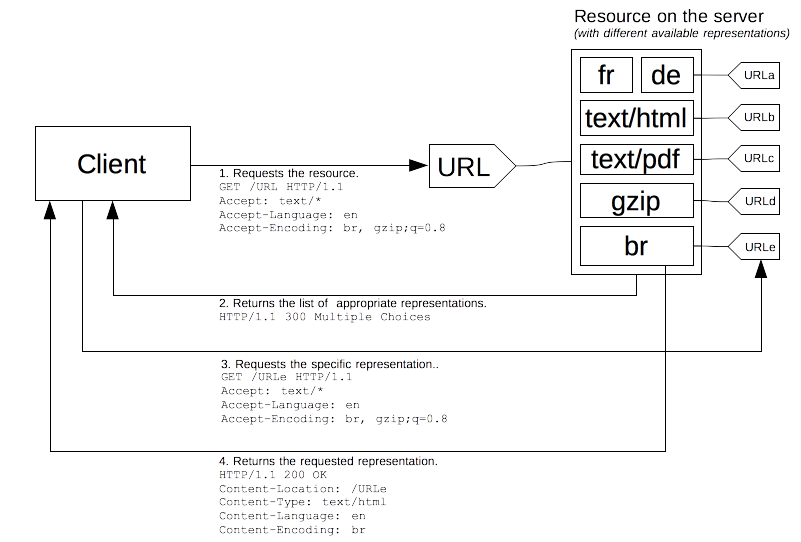 Resource on the server
(with different available representations)
fr de URLa
text/html URLb
Client
URL
text/pdf URLc
gzip URLd
br URLe
1. Requests the resource.
GET /URL HTTP/1.1
Accept: text/*
Accept-Language: en
Accept-Encoding: br, gzip;q=0.8
2. Returns the list of appropriate representations.
HTTP/1.1 300 Multiple Choices
3. Requests the specific representation..
GET /URLe HTTP/1.1
Accept: text/*
Accept-Language: en
Accept-Encoding: br, gzip;q=0.8
4. Returns the requested representation.
HTTP/1.1 200 OK
Content-Location: /URLe
Content-Type: text/html
Content-Language: en
Content-Encoding: br